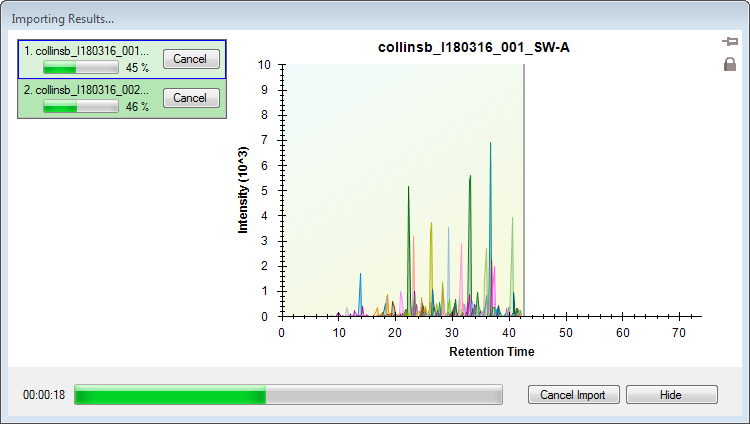 Importing Results...
1. collinsb_I180316_001...
45 %
Cancel
2. collinsb_I180316_002...
46 %
Cancel
collinsb_I180316_001_SW-A
Intensity (10^3)
10
9
8
7
6
5
4
3
2
1
0
0 10 20 30 40 50 60 70
Retention Time
00:00:18
Cancel Import
Hide